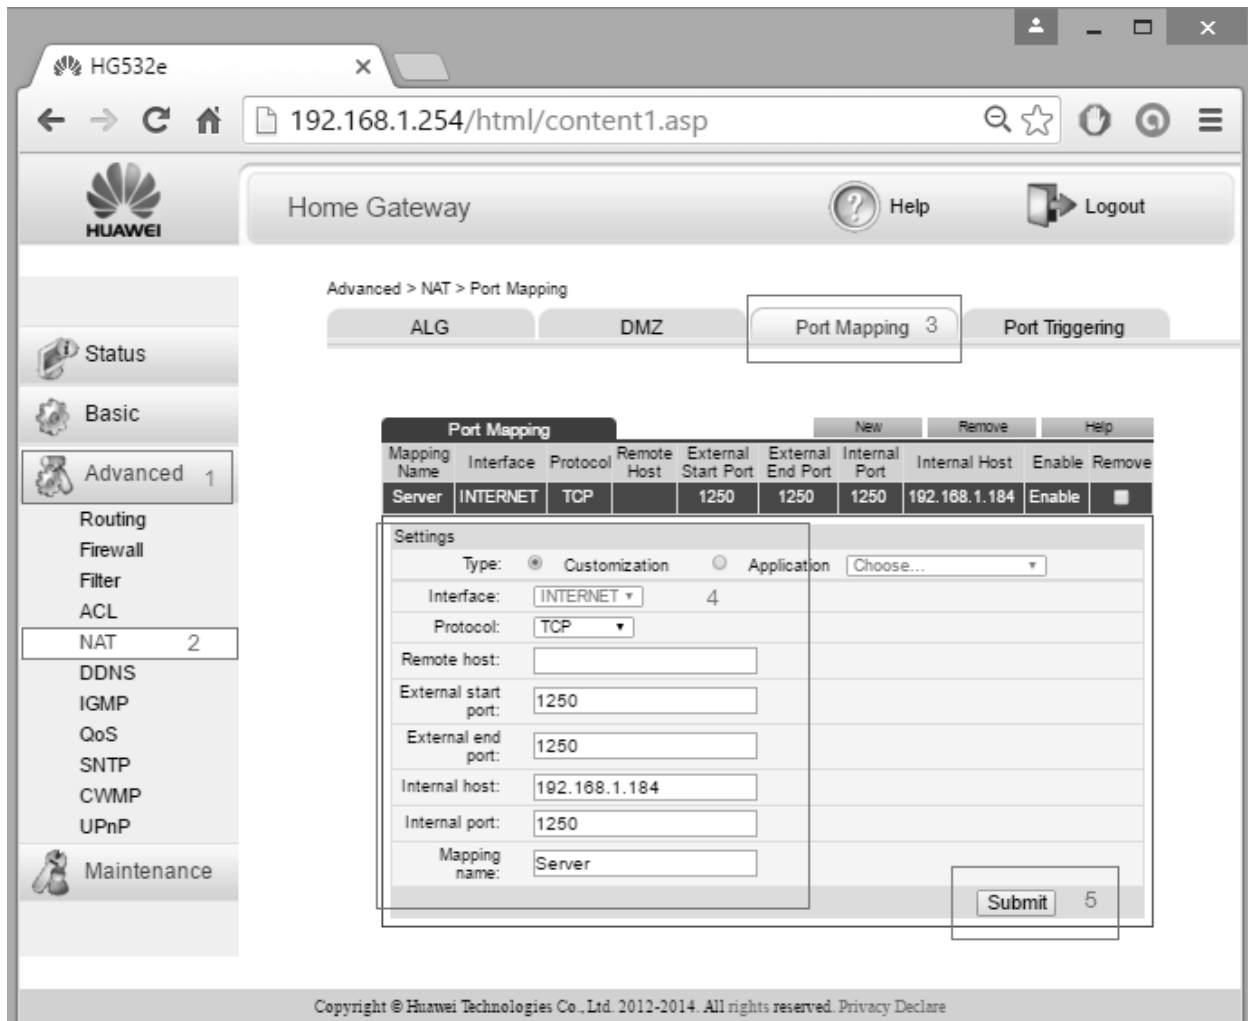 HG532e
192.168.1.254/html/content1.asp
HUAWEI
Home Gateway
Help
Logout
Advanced > NAT > Port Mapping
ALG
DMZ
Port Mapping 3
Port Triggering
Status
Basic
Advanced 1
Routing
Firewall
Filter
ACL
NAT 2
DDNS
IGMP
QoS
SNTP
CWMP
UPnP
Maintenance
Port Mapping
New
Remove
Help
Mapping Name Interface Protocol Remote Host External Start Port External End Port Internal Port Internal Host Enable Remove
Server INTERNET TCP 1250 1250 1250 192.168.1.184 Enable
Settings
Type: Customization Application Choose...
Interface: INTERNET 4
Protocol: TCP
Remote host:
External start port: 1250
External end port: 1250
Internal host: 192.168.1.184
Internal port: 1250
Mapping name: Server
Submit 5
Copyright © Huawei Technologies Co., Ltd. 2012-2014. All rights reserved. Privacy Declare